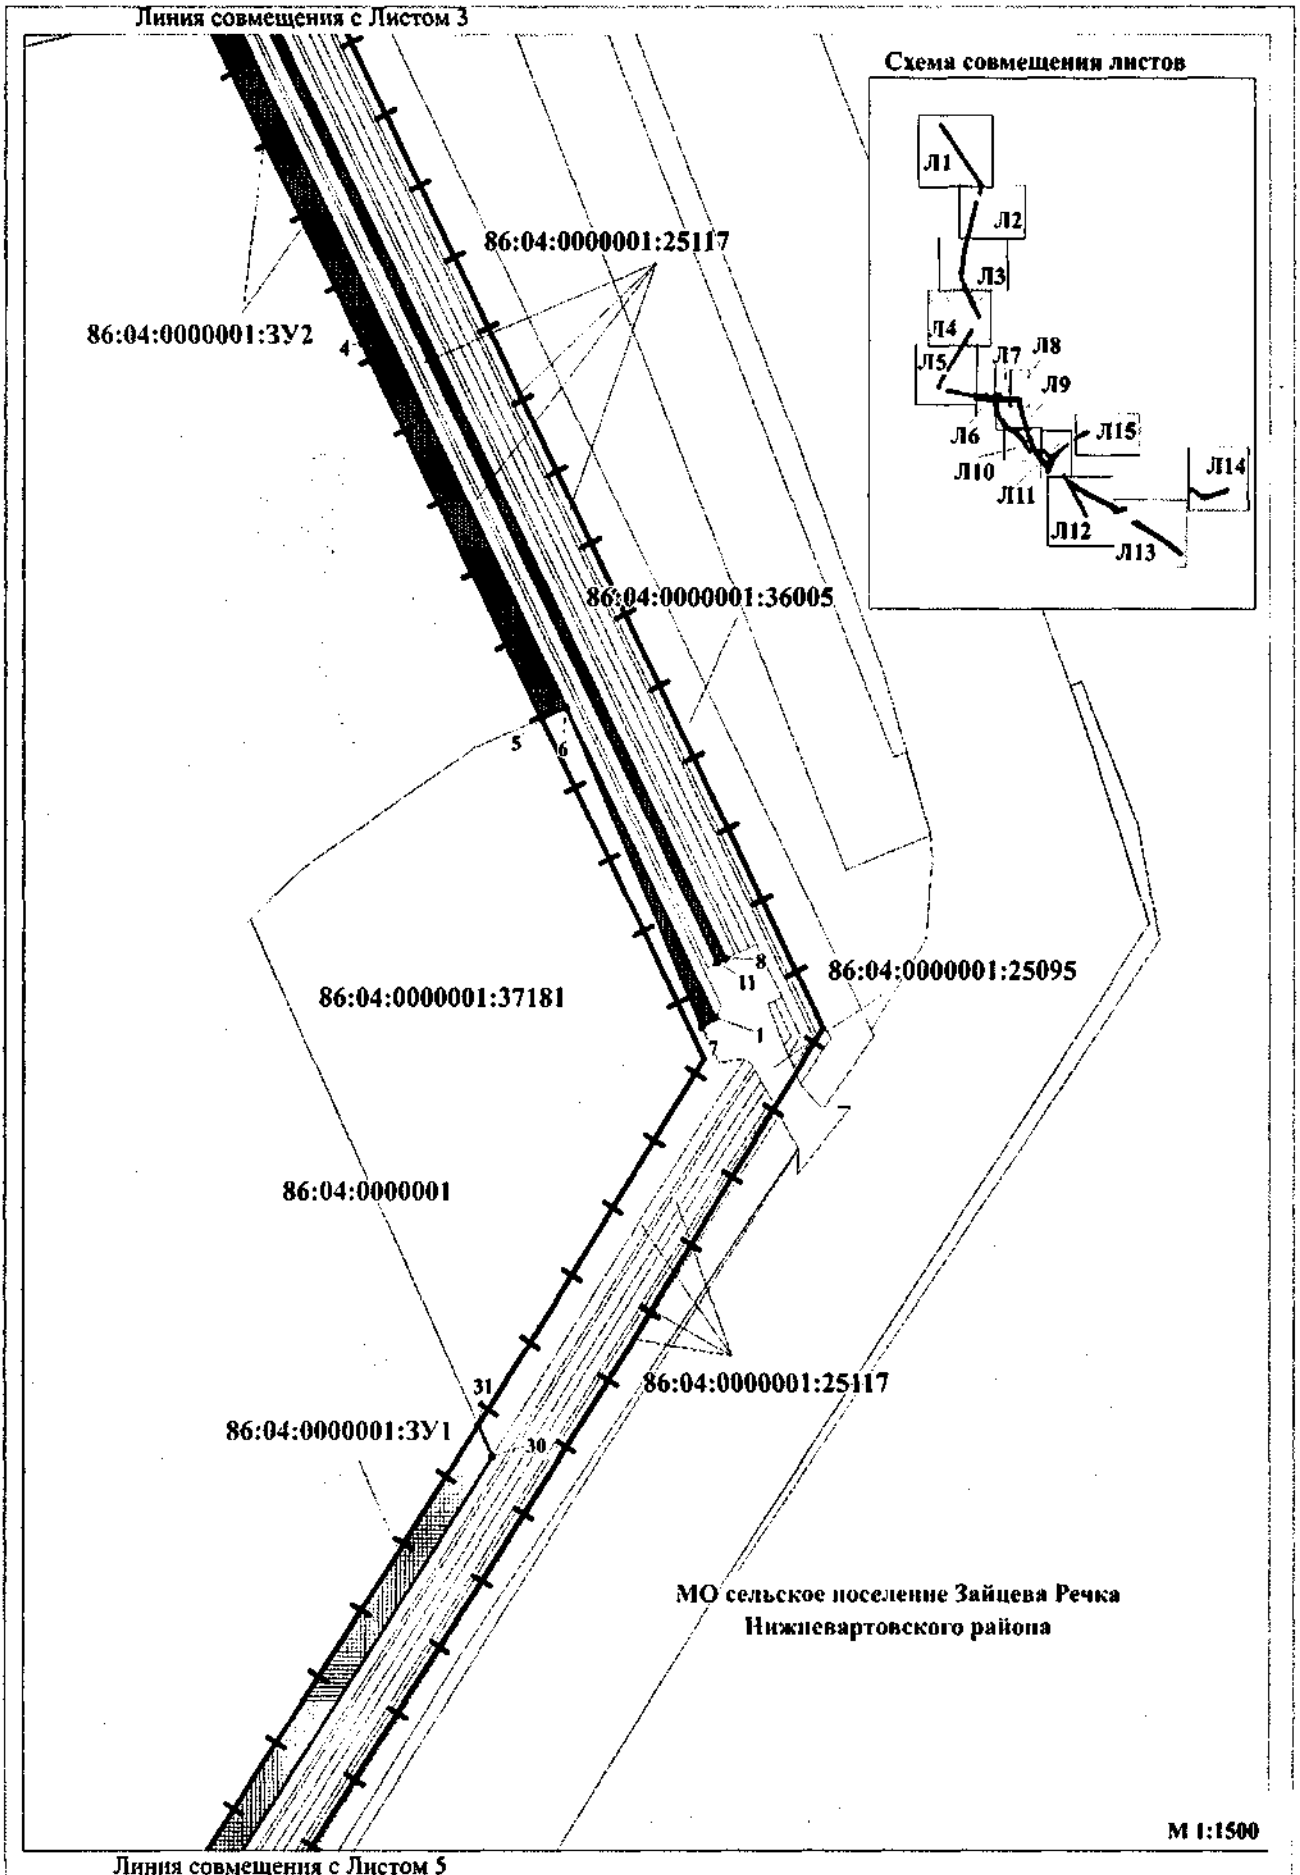 Линия совмещения с Листом 3
Схема совмещения листов
Л1
Л2
Л3
Л4
Л5
Л7
Л8
Л9
Л6
Л10
Л15
Л11
Л14
Л12
Л13
86:04:0000001:25117
86:04:0000001:ЗУ2
4
86:04:0000001:36005
5
6
8
11
86:04:0000001:25095
86:04:0000001:37181
1
7
86:04:0000001
86:04:0000001:25117
31
86:04:0000001:ЗУ1
30
МО сельское поселение Зайцева Речка
Нижневартовского района
М 1:1500
Линия совмещения с Листом 5